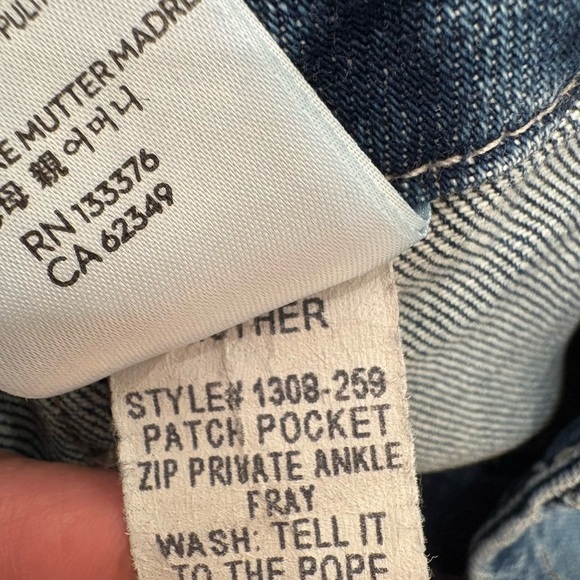 MUTTER MADRE
母親 어머니
RN 133376
CA 62349
STYLE# 1308-259
PATCH POCKET
ZIP PRIVATE ANKLE
FRAY
WASH: TELL IT
TO THE POPE